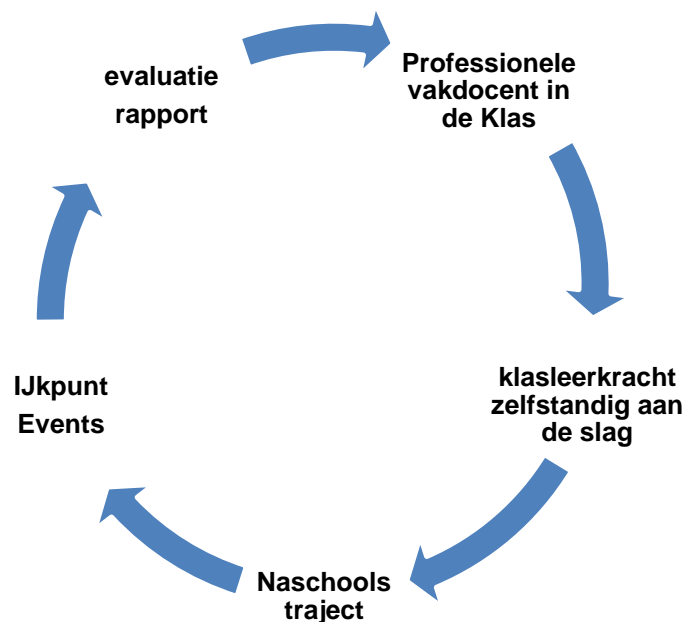 evaluatie
rapport
Professionele
vakdocent in
de Klas
klasleerkracht
zelfstandig aan
de slag
Naschools
traject
IJkpunt
Events